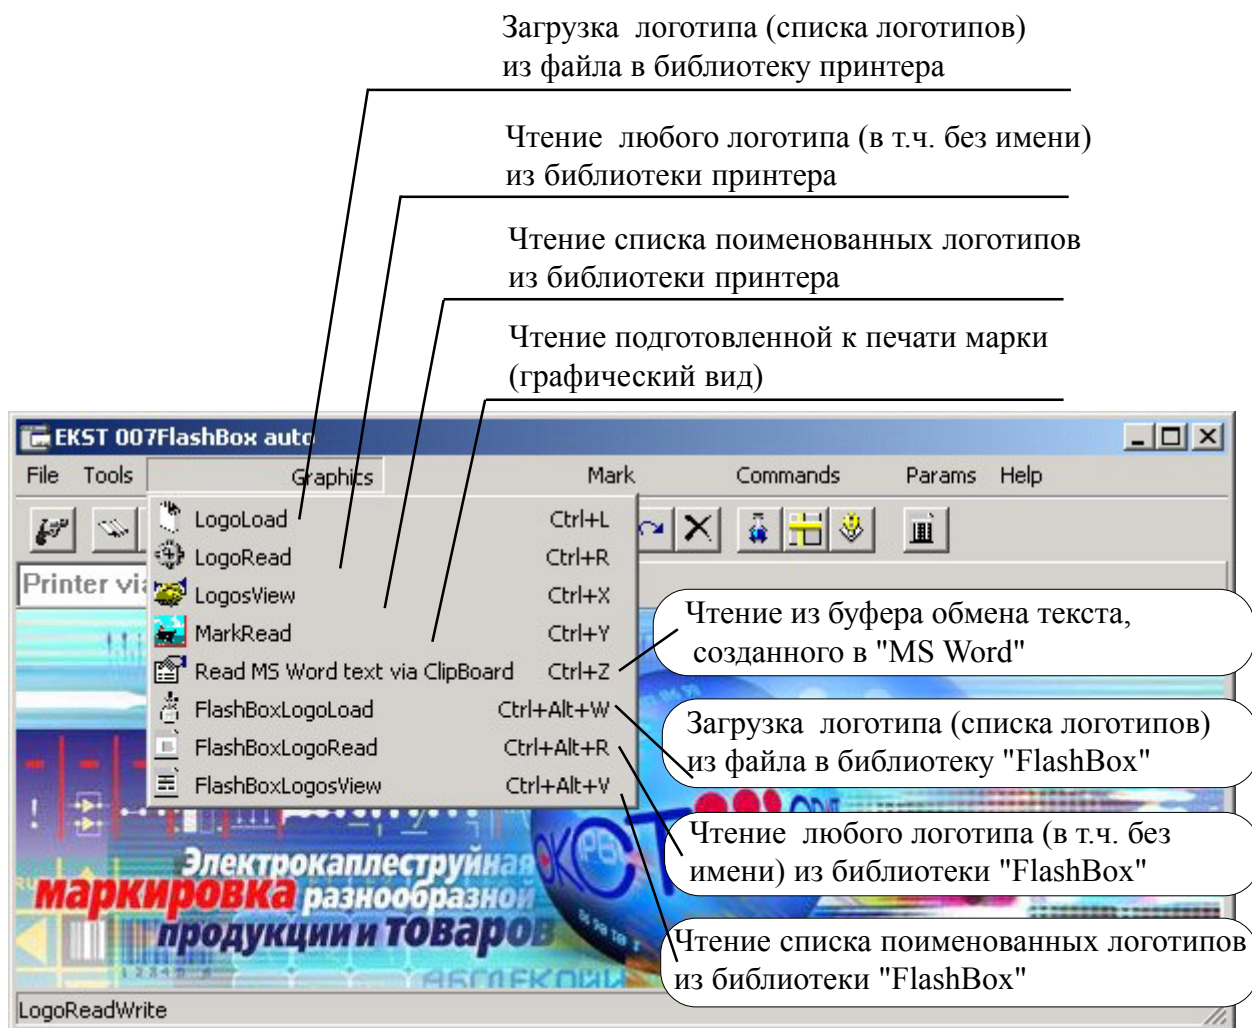 Загрузка логотипа (списка логотипов)
из файла в библиотеку принтера
Чтение любого логотипа (в т.ч. без имени)
из библиотеки принтера
Чтение списка поименованных логотипов
из библиотеки принтера
Чтение подготовленной к печати марки
(графический вид)
EKST 007FlashBox auto
File Tools Graphics Mark Commands Params Help
LogoLoad Ctrl+L
LogoRead Ctrl+R
LogosView Ctrl+X
MarkRead Ctrl+Y
Read MS Word text via ClipBoard Ctrl+Z
FlashBoxLogoLoad Ctrl+Alt+W
FlashBoxLogoRead Ctrl+Alt+R
FlashBoxLogosView Ctrl+Alt+V
Printer via
Чтение из буфера обмена текста,
созданного в "MS Word"
Загрузка логотипа (списка логотипов)
из файла в библиотеку "FlashBox"
Чтение любого логотипа (в т.ч. без
имени) из библиотеки "FlashBox"
Чтение списка поименованных логотипов
из библиотеки "FlashBox"
Электрокаплеструйная
маркировка разнообразной
продукции и товаров
LogoReadWrite